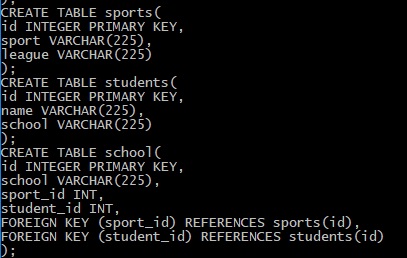 );
CREATE TABLE sports(
id INTEGER PRIMARY KEY,
sport VARCHAR(225),
league VARCHAR(225)
);
CREATE TABLE students(
id INTEGER PRIMARY KEY,
name VARCHAR(225),
school VARCHAR(225)
);
CREATE TABLE school(
id INTEGER PRIMARY KEY,
school VARCHAR(225),
sport_id INT,
student_id INT,
FOREIGN KEY (sport_id) REFERENCES sports(id),
FOREIGN KEY (student_id) REFERENCES students(id)
);